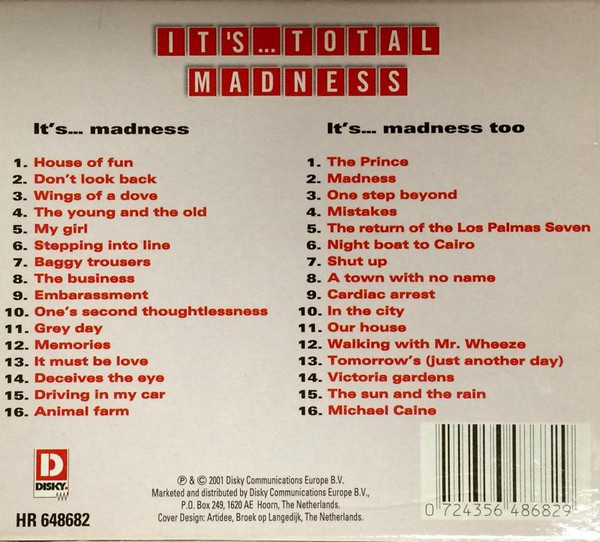 IT'S...TOTAL
MADNESS
It's... madness
1. House of fun
2. Don't look back
3. Wings of a dove
4. The young and the old
5. My girl
6. Stepping into line
7. Baggy trousers
8. The business
9. Embarassment
10. One's second thoughtlessness
11. Grey day
12. Memories
13. It must be love
14. Deceives the eye
15. Driving in my car
16. Animal farm
It's... madness too
1. The Prince
2. Madness
3. One step beyond
4. Mistakes
5. The return of the Los Palmas Seven
6. Night boat to Cairo
7. Shut up
8. A town with no name
9. Cardiac arrest
10. In the city
11. Our house
12. Walking with Mr. Wheeze
13. Tomorrow's (just another day)
14. Victoria gardens
15. The sun and the rain
16. Michael Caine
D
DISKY
HR 648682
℗ & © 2001 Disky Communications Europe B.V.
Marketed and distributed by Disky Communications Europe B.V.,
P.O. Box 249, 1620 AE Hoorn, The Netherlands.
Cover Design: Artidee, Broek op Langedijk, The Netherlands.
0 724356 486829